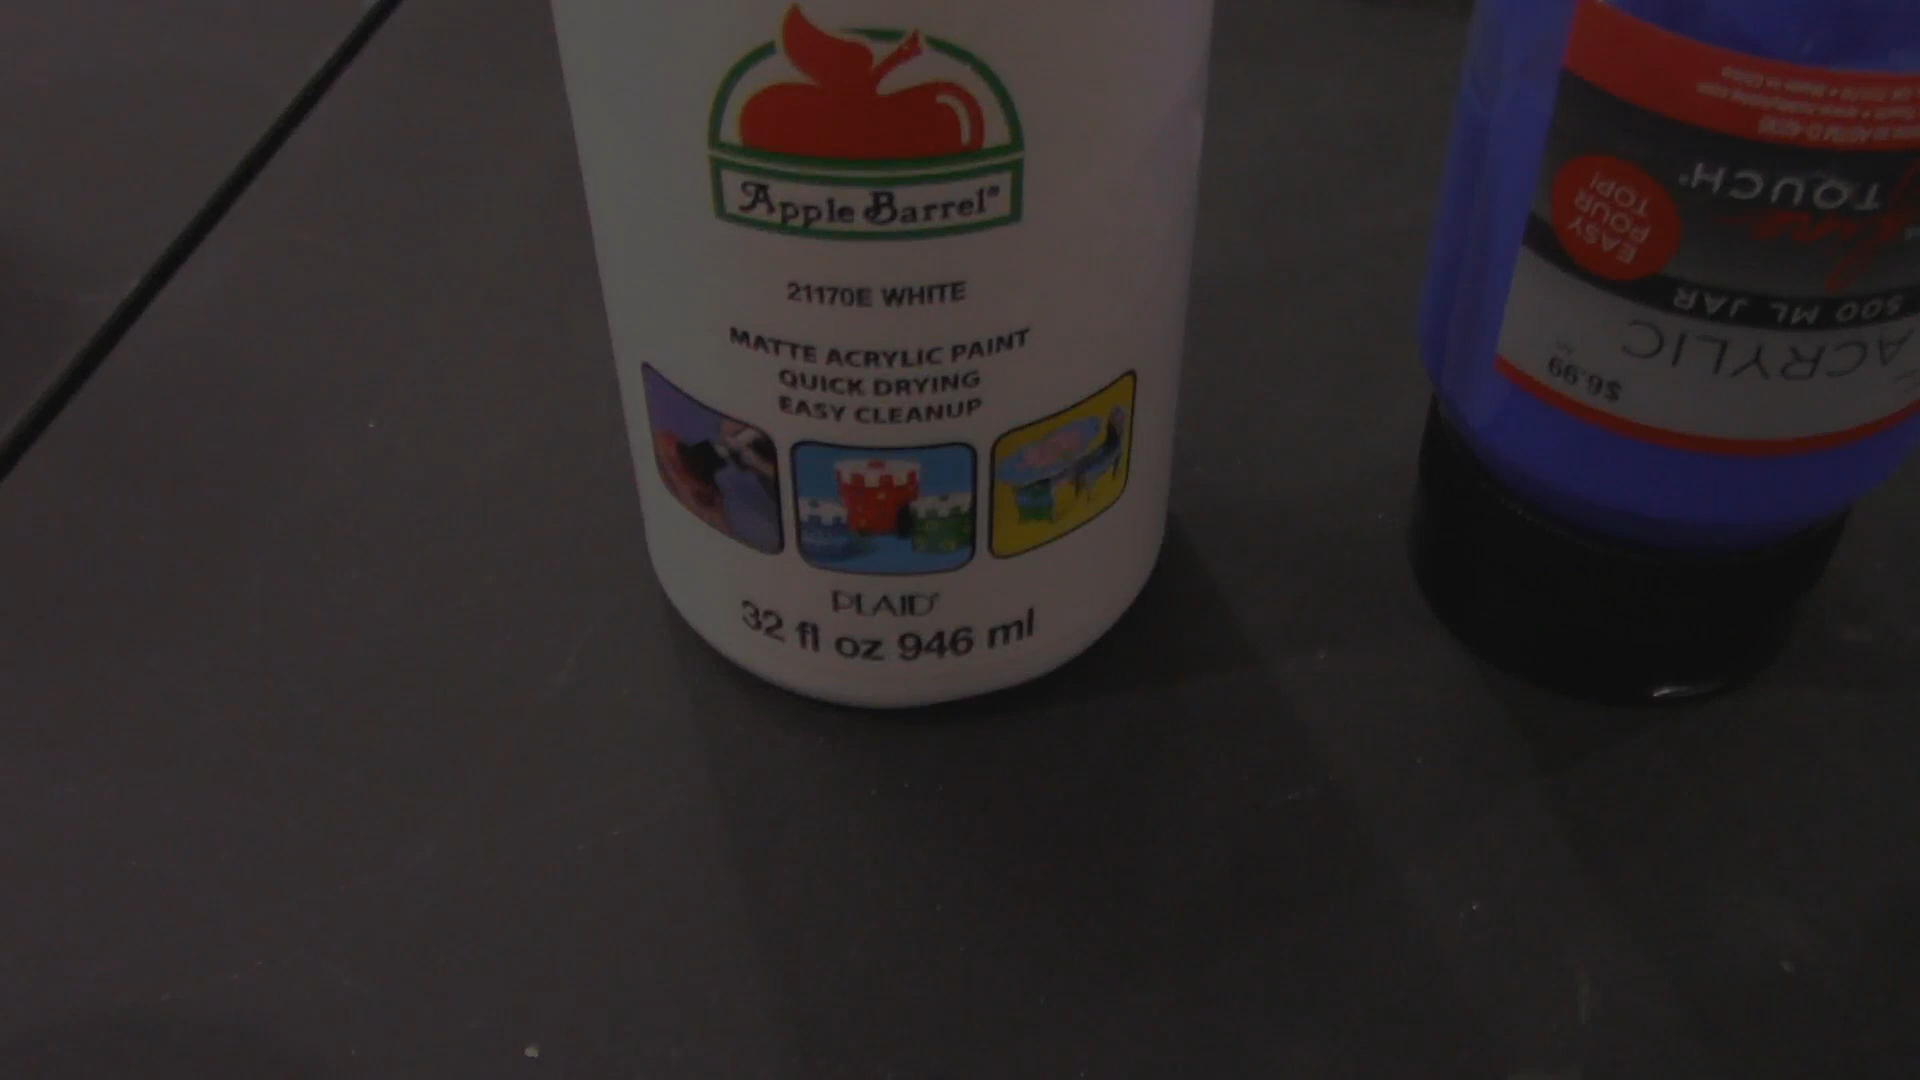 Apple Barrel®
21170E WHITE
MATTE ACRYLIC PAINT
QUICK DRYING
EASY CLEANUP
PLAID®
32 fl oz 946 ml
$6.99
ACRYLIC
500 ML JAR
EASY
POUR
TOP!
TOUCH®